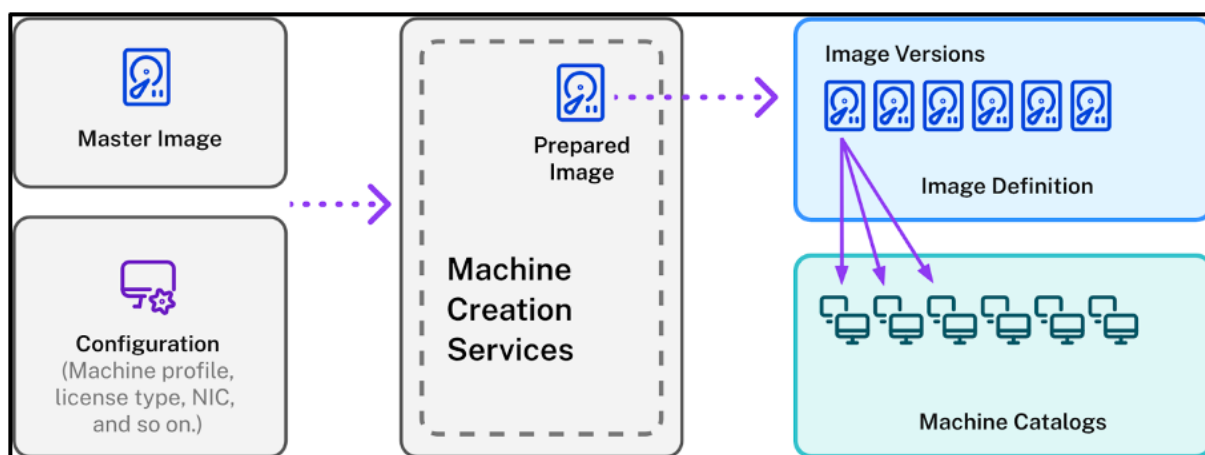 Master Image
Configuration
(Machine profile,
license type, NIC,
and so on.)
Prepared
Image
Machine
Creation
Services
Image Versions
Image Definition
Machine Catalogs